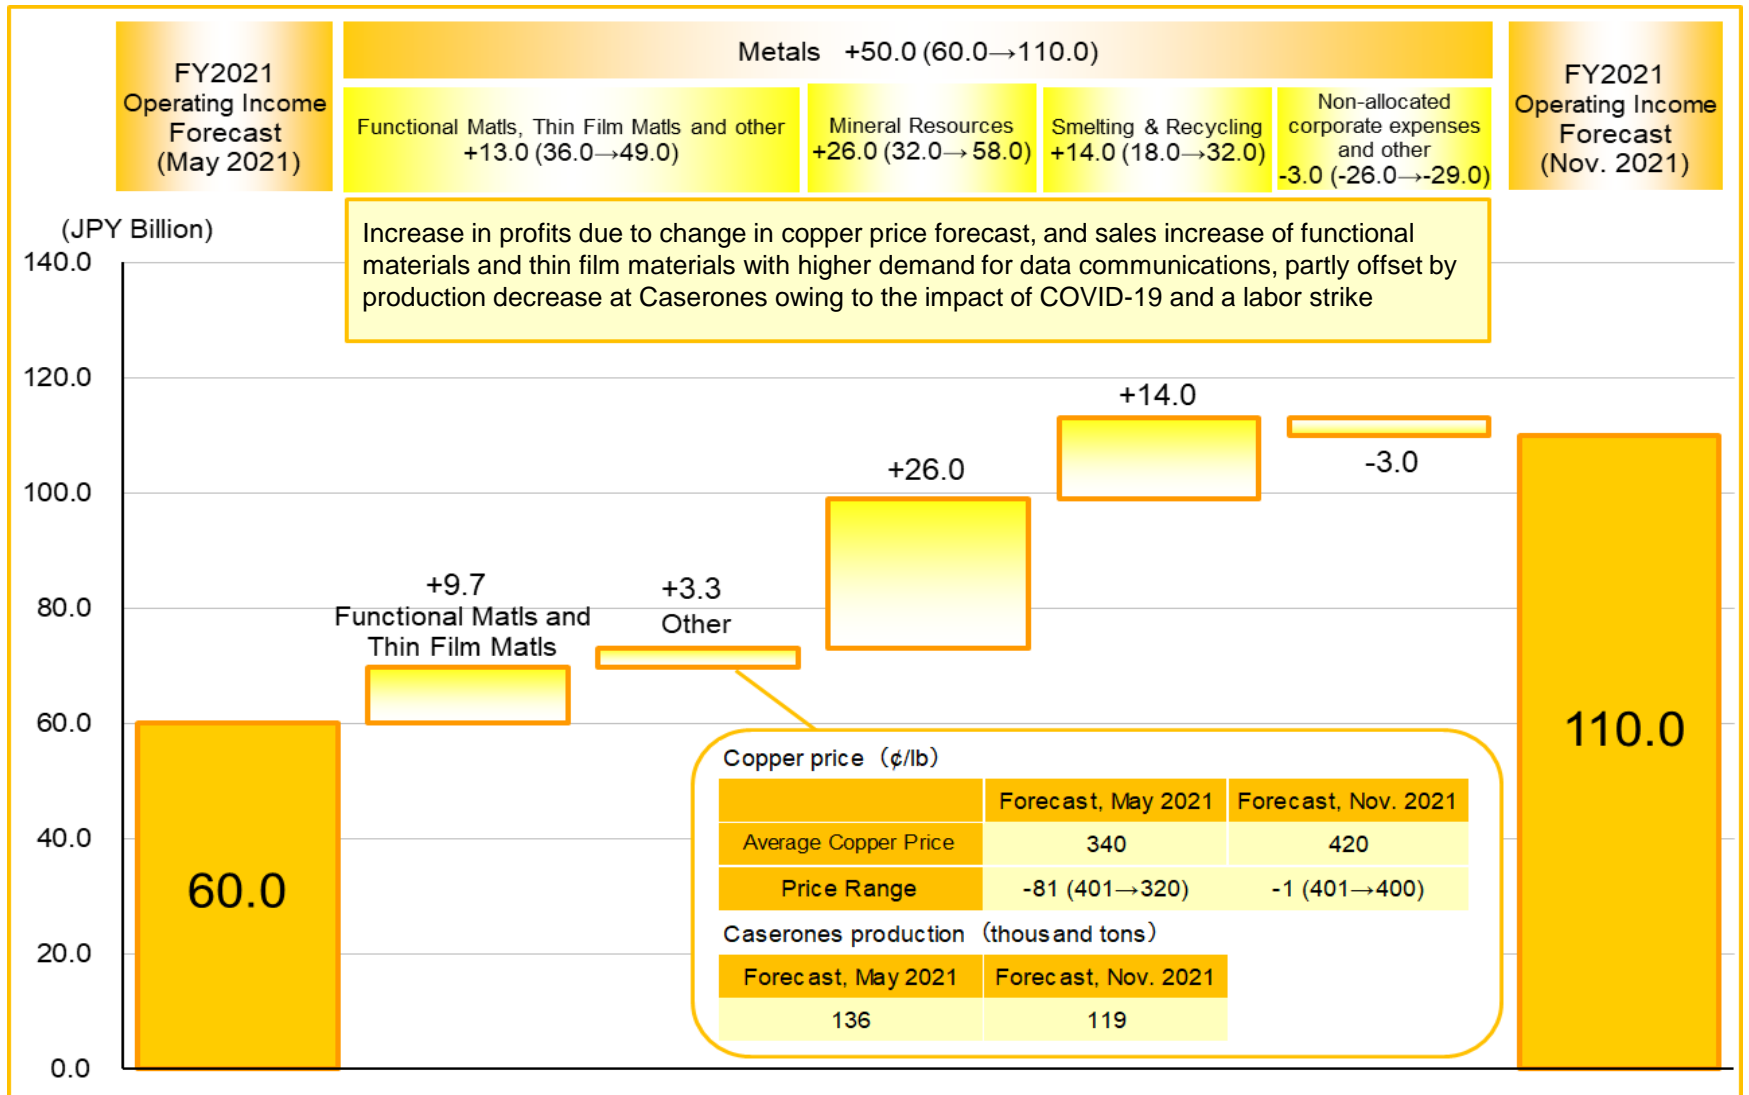 FY2021
Operating Income
Forecast
(May 2021)
Metals +50.0 (60.0→110.0)
Functional Matls, Thin Film Matls and other
+13.0 (36.0→49.0)
Mineral Resources
+26.0 (32.0→ 58.0)
Smelting & Recycling
+14.0 (18.0→32.0)
Non-allocated
corporate expenses
and other
-3.0 (-26.0→-29.0)
FY2021
Operating Income
Forecast
(Nov. 2021)
(JPY Billion)
Increase in profits due to change in copper price forecast, and sales increase of functional
materials and thin film materials with higher demand for data communications, partly offset by
production decrease at Caserones owing to the impact of COVID-19 and a labor strike
140.0
120.0
100.0
80.0
60.0
40.0
20.0
0.0
60.0
+9.7
Functional Matls and
Thin Film Matls
+3.3
Other
+26.0
+14.0
-3.0
110.0
Copper price（¢/lb）
Forecast, May 2021 Forecast, Nov. 2021
Average Copper Price 340 420
Price Range -81 (401→320) -1 (401→400)
Caserones production（thousand tons）
Forecast, May 2021 Forecast, Nov. 2021
136 119